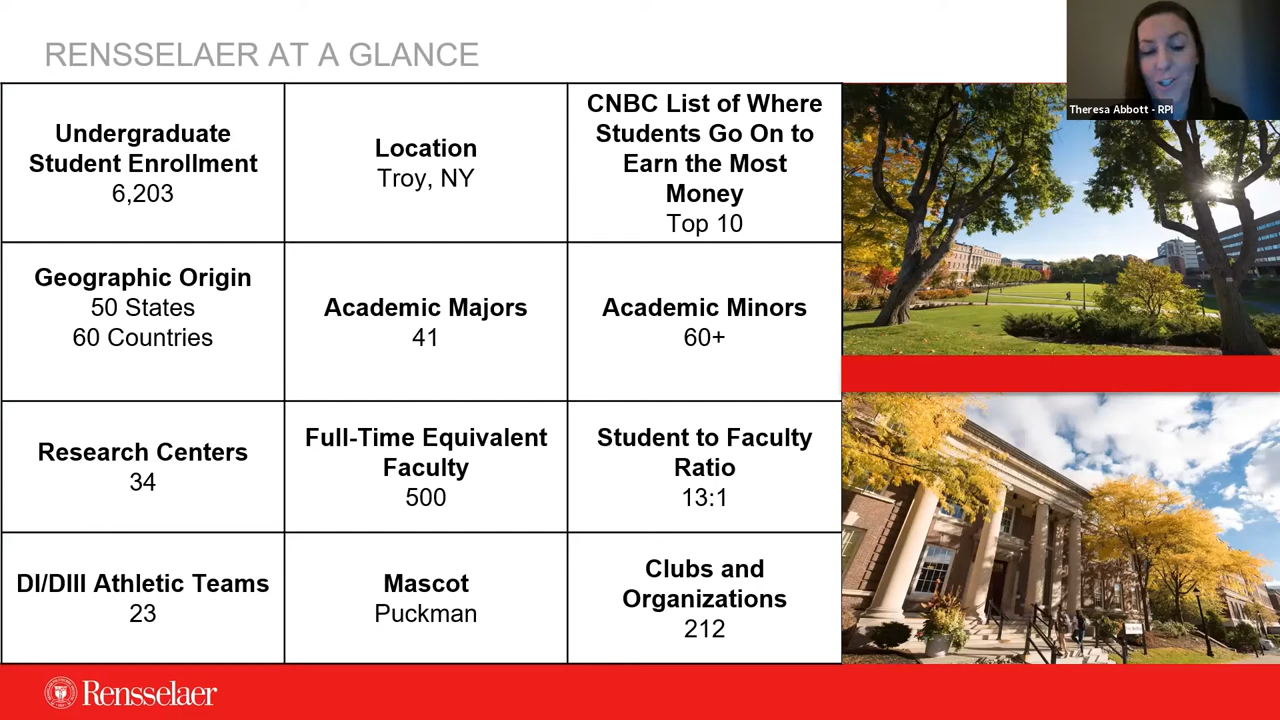 RENSSELAER AT A GLANCE
Theresa Abbott - RPI
Undergraduate
Student Enrollment
6,203
Location
Troy, NY
CNBC List of Where
Students Go On to
Earn the Most
Money
Top 10
Geographic Origin
50 States
60 Countries
Academic Majors
41
Academic Minors
60+
Research Centers
34
Full-Time Equivalent
Faculty
500
Student to Faculty
Ratio
13:1
DI/DIII Athletic Teams
23
Mascot
Puckman
Clubs and
Organizations
212
Rensselaer